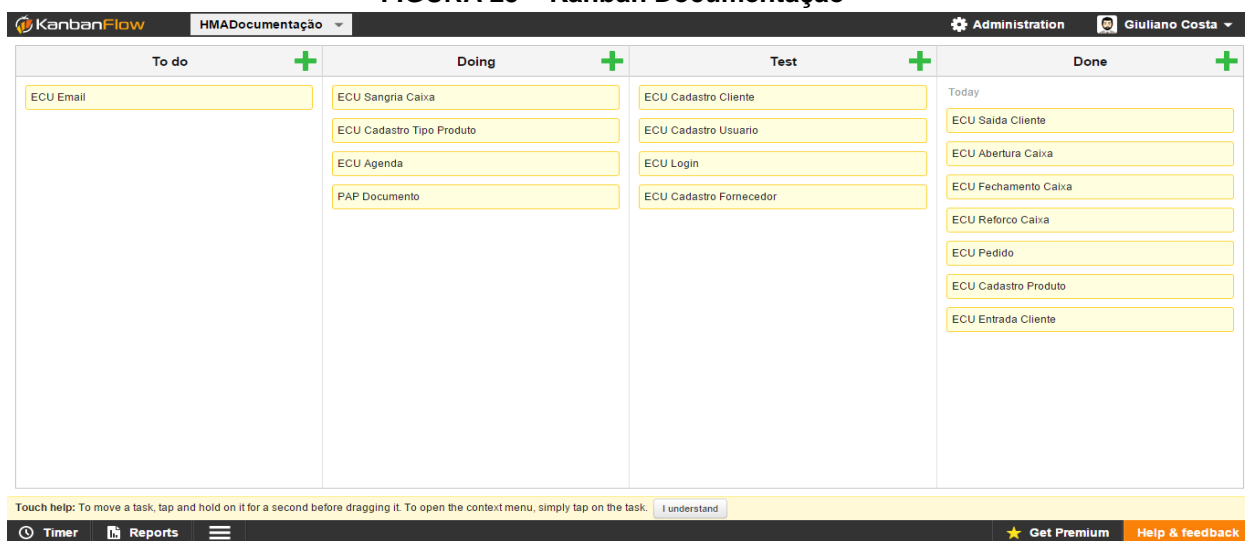 KanbanFlow HMADocumentação Administration Giuliano Costa
To do
ECU Email
Doing
ECU Sangria Caixa
ECU Cadastro Tipo Produto
ECU Agenda
PAP Documento
Test
ECU Cadastro Cliente
ECU Cadastro Usuario
ECU Login
ECU Cadastro Fornecedor
Done
Today
ECU Saida Cliente
ECU Abertura Caixa
ECU Fechamento Caixa
ECU Reforco Caixa
ECU Pedido
ECU Cadastro Produto
ECU Entrada Cliente
Touch help: To move a task, tap and hold on it for a second before dragging it. To open the context menu, simply tap on the task. I understand
Timer Reports Get Premium Help & feedback